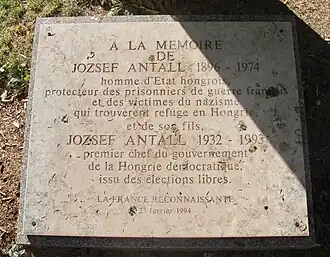 A LA MEMOIRE
DE
JOZSEF ANTALL 1896 - 1974
homme d'Etat hongrois,
protecteur des prisonniers de guerre français
et des victimes du nazisme
qui trouvèrent refuge en Hongrie,
et de son fils,
JOZSEF ANTALL 1932 - 1993
premier chef du gouvernement
de la Hongrie démocratique,
issu des élections libres.
LA FRANCE RECONNAISSANTE
23 février 1994